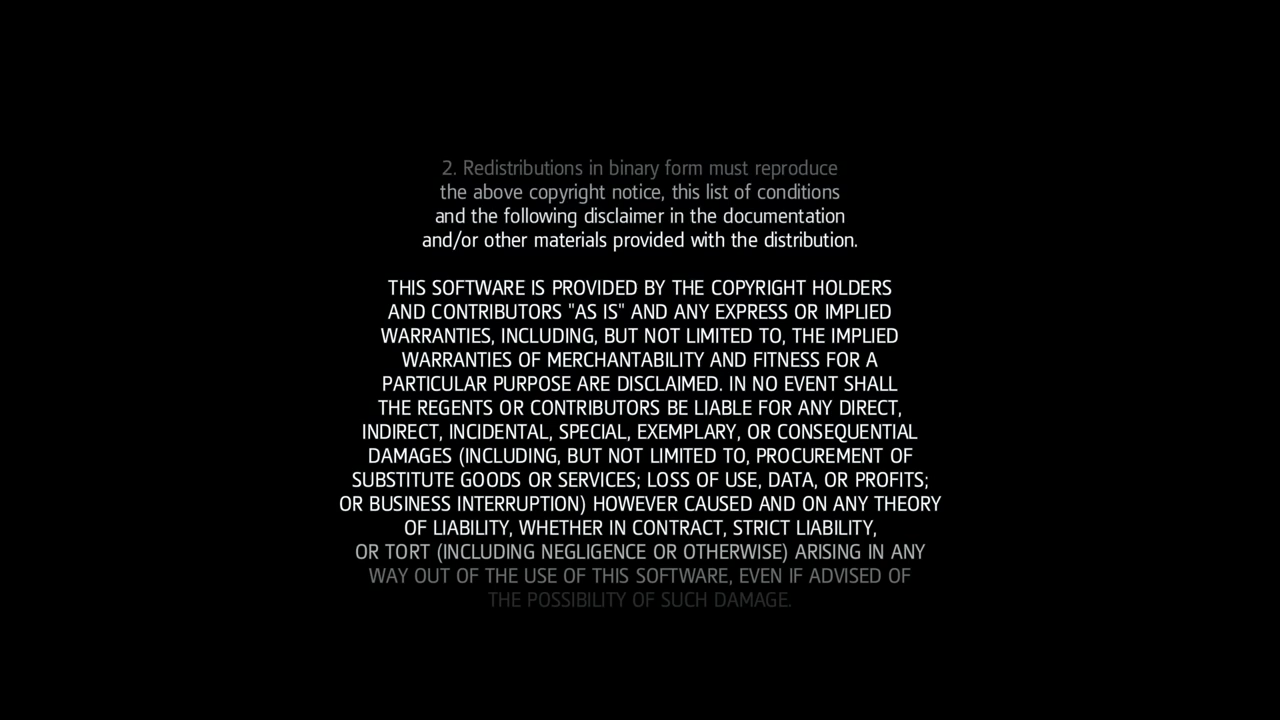 2. Redistributions in binary form must reproduce
the above copyright notice, this list of conditions
and the following disclaimer in the documentation
and/or other materials provided with the distribution.
THIS SOFTWARE IS PROVIDED BY THE COPYRIGHT HOLDERS
AND CONTRIBUTORS "AS IS" AND ANY EXPRESS OR IMPLIED
WARRANTIES, INCLUDING, BUT NOT LIMITED TO, THE IMPLIED
WARRANTIES OF MERCHANTABILITY AND FITNESS FOR A
PARTICULAR PURPOSE ARE DISCLAIMED. IN NO EVENT SHALL
THE REGENTS OR CONTRIBUTORS BE LIABLE FOR ANY DIRECT,
INDIRECT, INCIDENTAL, SPECIAL, EXEMPLARY, OR CONSEQUENTIAL
DAMAGES (INCLUDING, BUT NOT LIMITED TO, PROCUREMENT OF
SUBSTITUTE GOODS OR SERVICES; LOSS OF USE, DATA, OR PROFITS;
OR BUSINESS INTERRUPTION) HOWEVER CAUSED AND ON ANY THEORY
OF LIABILITY, WHETHER IN CONTRACT, STRICT LIABILITY,
OR TORT (INCLUDING NEGLIGENCE OR OTHERWISE) ARISING IN ANY
WAY OUT OF THE USE OF THIS SOFTWARE, EVEN IF ADVISED OF
THE POSSIBILITY OF SUCH DAMAGE.